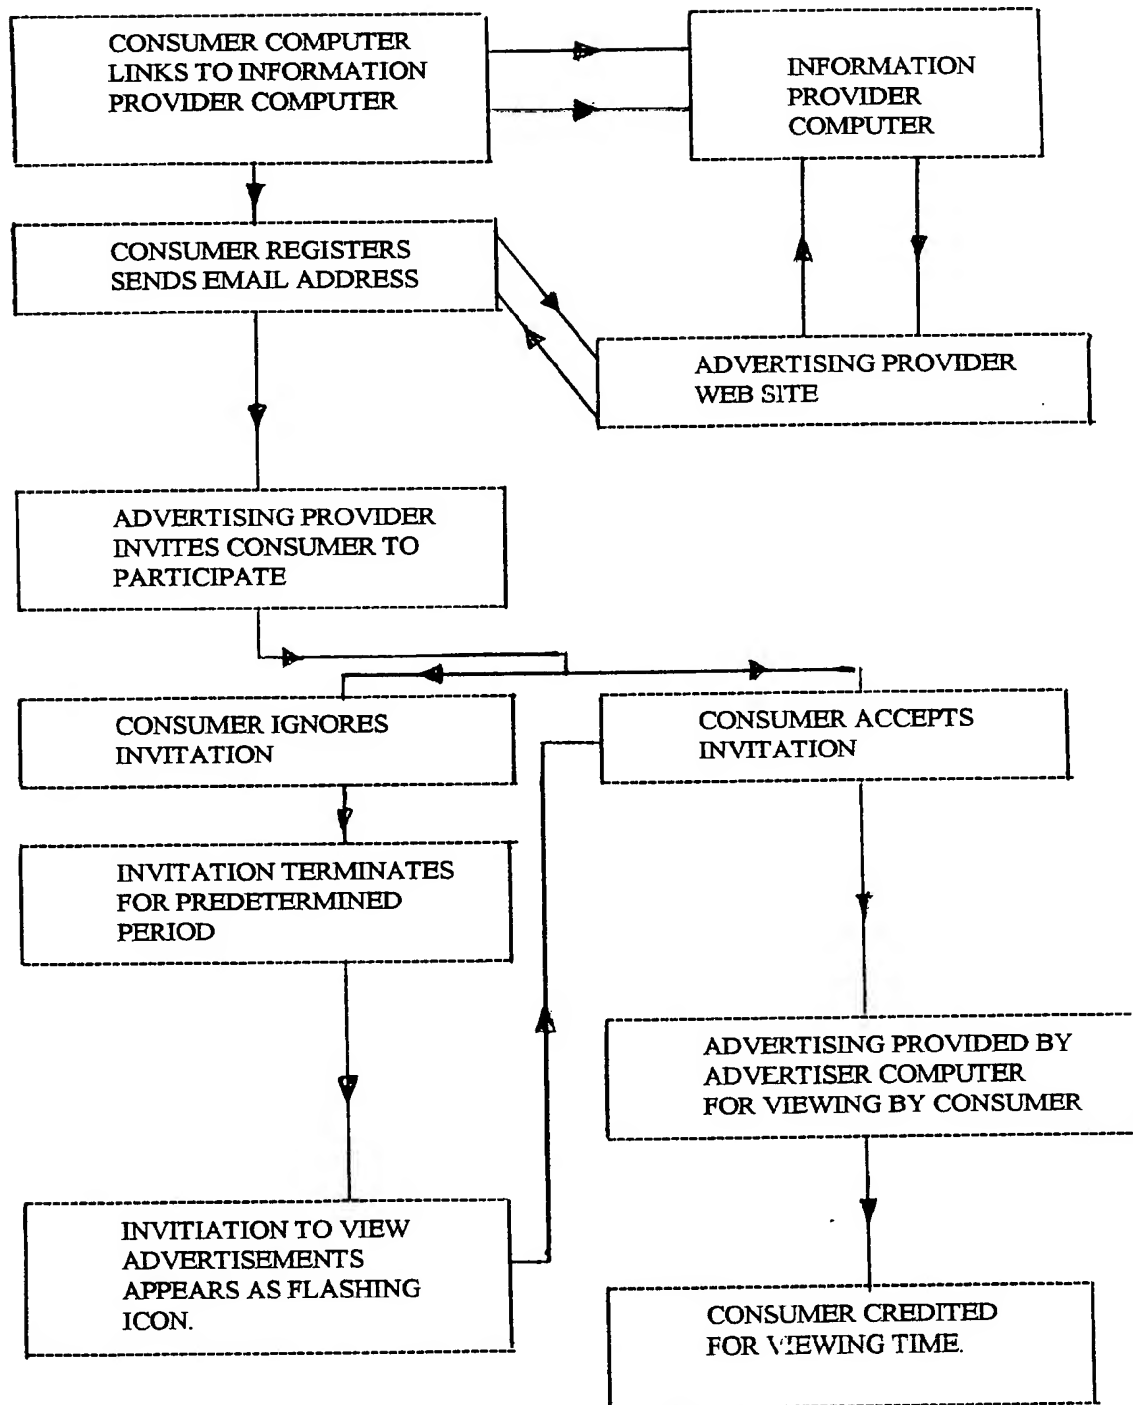 CONSUMER COMPUTER
LINKS TO INFORMATION
PROVIDER COMPUTER
INFORMATION
PROVIDER
COMPUTER
CONSUMER REGISTERS
SENDS EMAIL ADDRESS
ADVERTISING PROVIDER
WEB SITE
ADVERTISING PROVIDER
INVITES CONSUMER TO
PARTICIPATE
CONSUMER IGNORES
INVITATION
CONSUMER ACCEPTS
INVITATION
INVITATION TERMINATES
FOR PREDETERMINED
PERIOD
ADVERTISING PROVIDED BY
ADVERTISER COMPUTER
FOR VIEWING BY CONSUMER
INVITIATION TO VIEW
ADVERTISEMENTS
APPEARS AS FLASHING
ICON.
CONSUMER CREDITED
FOR VIEWING TIME.